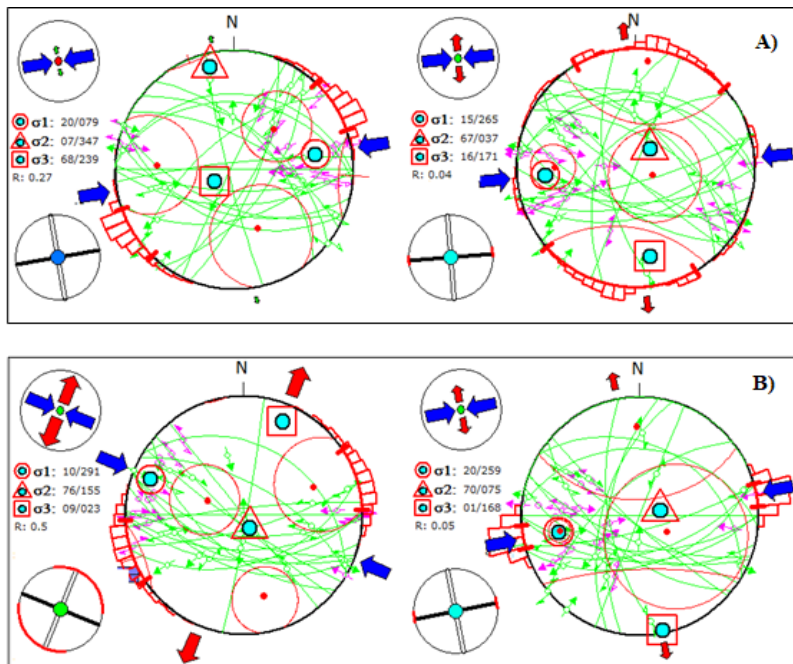 N
A)
σ1: 20/079
σ2: 07/347
σ3: 68/239
R: 0.27
N
σ1: 15/265
σ2: 67/037
σ3: 16/171
R: 0.04
N
B)
σ1: 10/291
σ2: 76/155
σ3: 09/023
R: 0.5
N
σ1: 20/259
σ2: 70/075
σ3: 01/168
R: 0.05